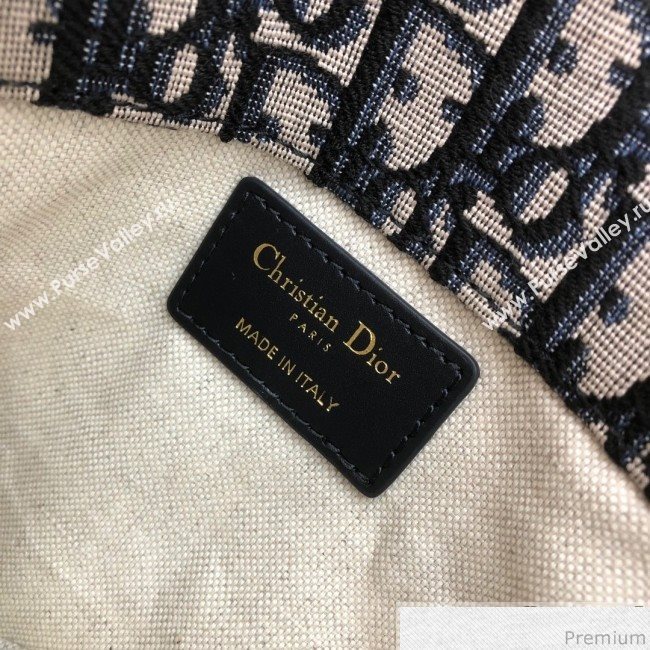 Christian Dior
PARIS
MADE IN ITALY
www.PurseValley.ru
www.PurseValley.ru
Premium